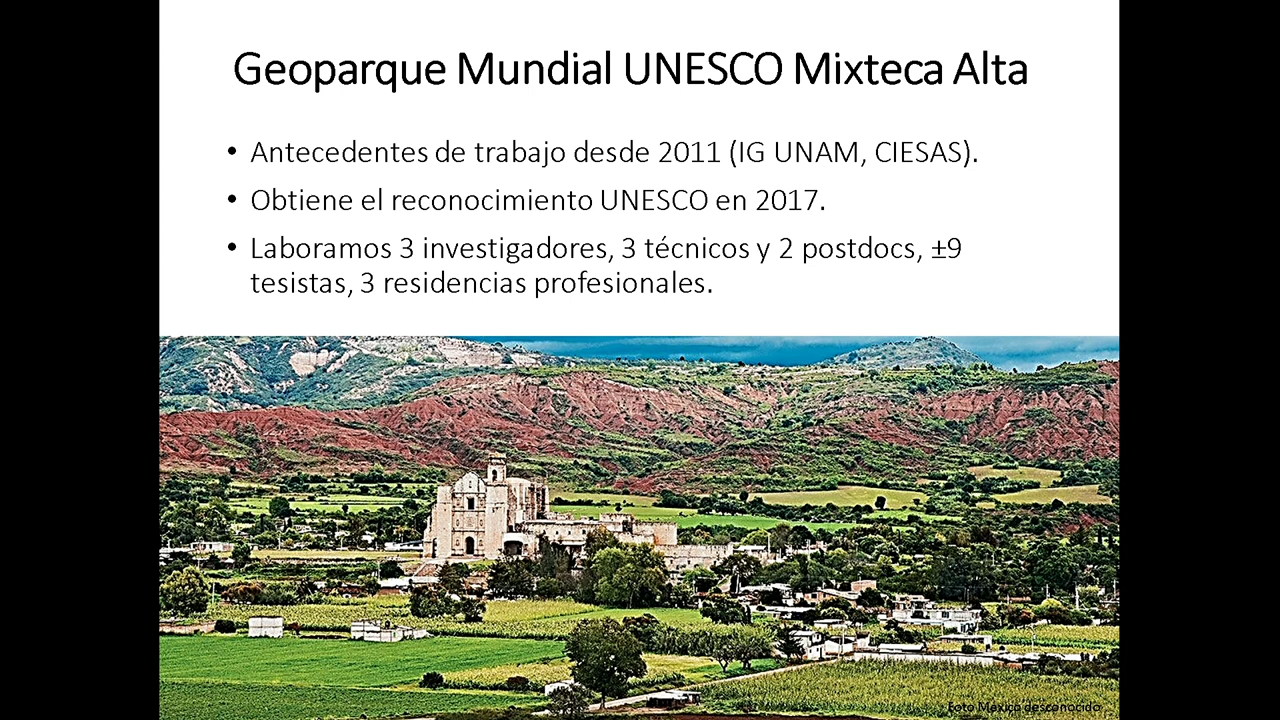 Geoparque Mundial UNESCO Mixteca Alta
• Antecedentes de trabajo desde 2011 (IG UNAM, CIESAS).
• Obtiene el reconocimiento UNESCO en 2017.
• Laboramos 3 investigadores, 3 técnicos y 2 postdocs, ±9
tesistas, 3 residencias profesionales.
Foto México desconocido